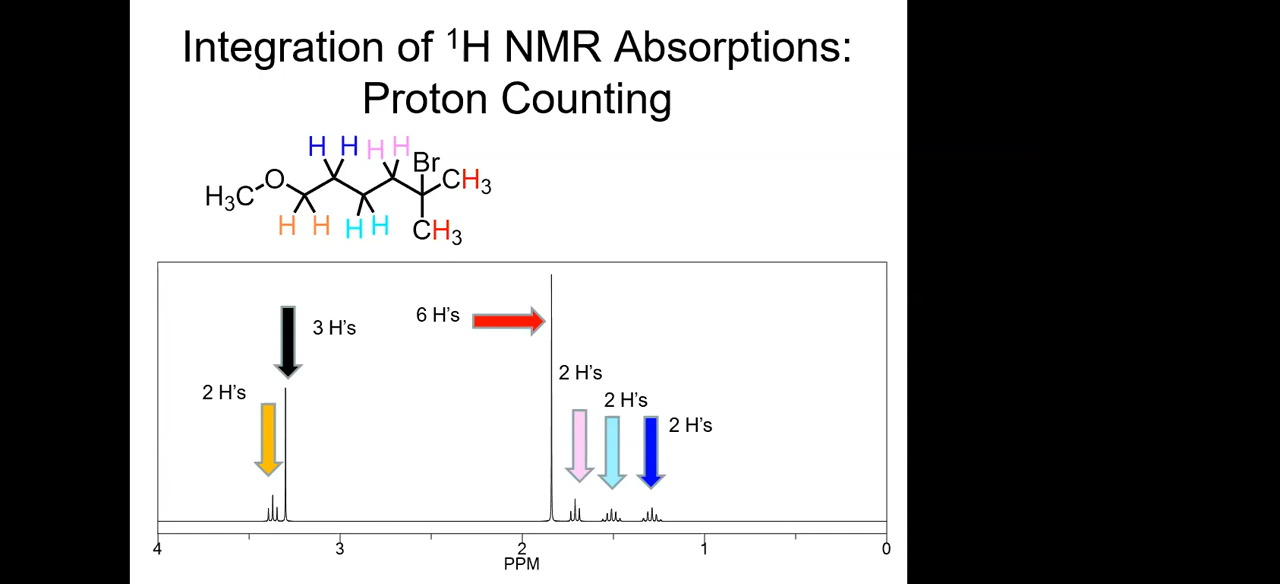 Integration of ¹H NMR Absorptions:
Proton Counting
H H H H Br
H₃C O CH₃
H H H H CH₃
3 H's
6 H's
2 H's
2 H's
2 H's
2 H's
4 3 2 1 0
PPM